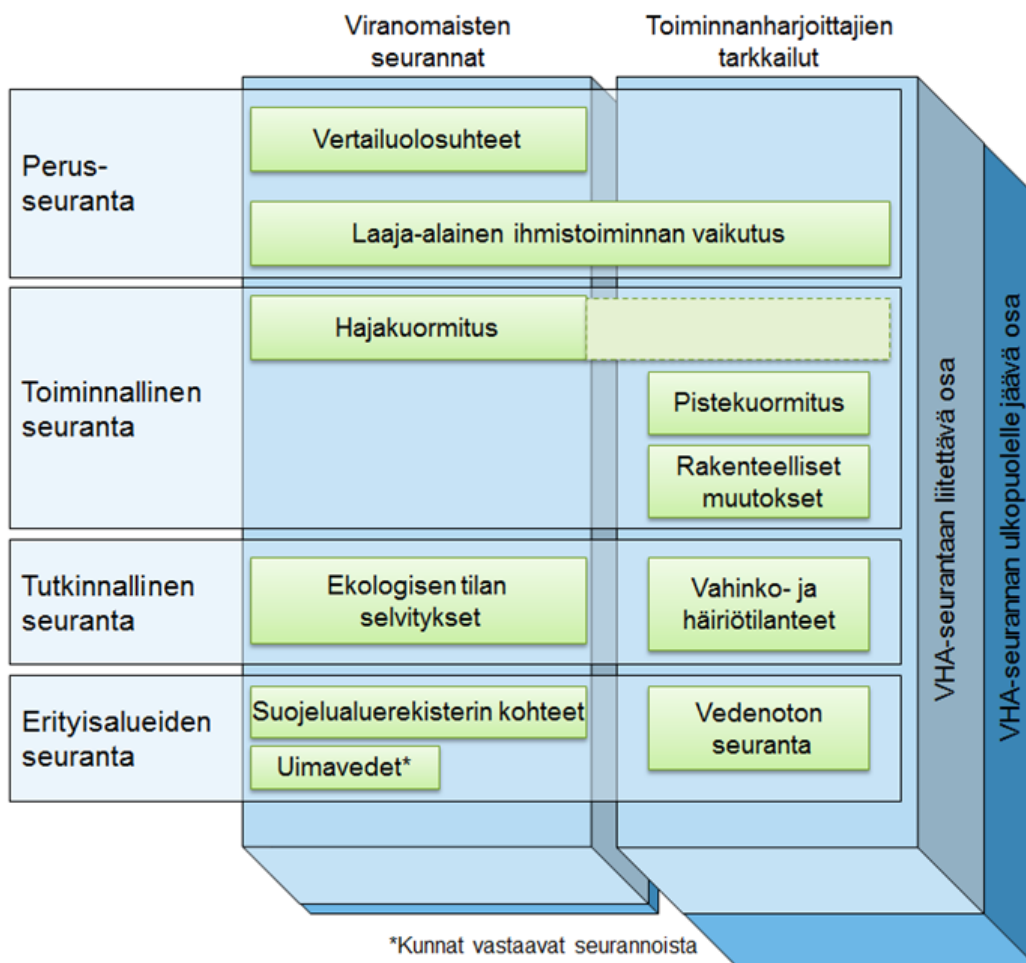 Viranomaisten
seurannat
Toiminnanharjoittajien
tarkkailut
Perus-
seuranta
Vertailuolosuhteet
Laaja-alainen ihmistoiminnan vaikutus
Toiminnallinen
seuranta
Hajakuormitus
Pistekuormitus
Rakenteelliset
muutokset
Tutkinnallinen
seuranta
Ekologisen tilan
selvitykset
Vahinko- ja
häiriötilanteet
Erityisalueiden
seuranta
Suojelualuerekisterin kohteet
Uimavedet*
Vedenoton
seuranta
VHA-seurantaan liitettävä osa
VHA-seurannan ulkopuolelle jäävä osa
*Kunnat vastaavat seurannoista